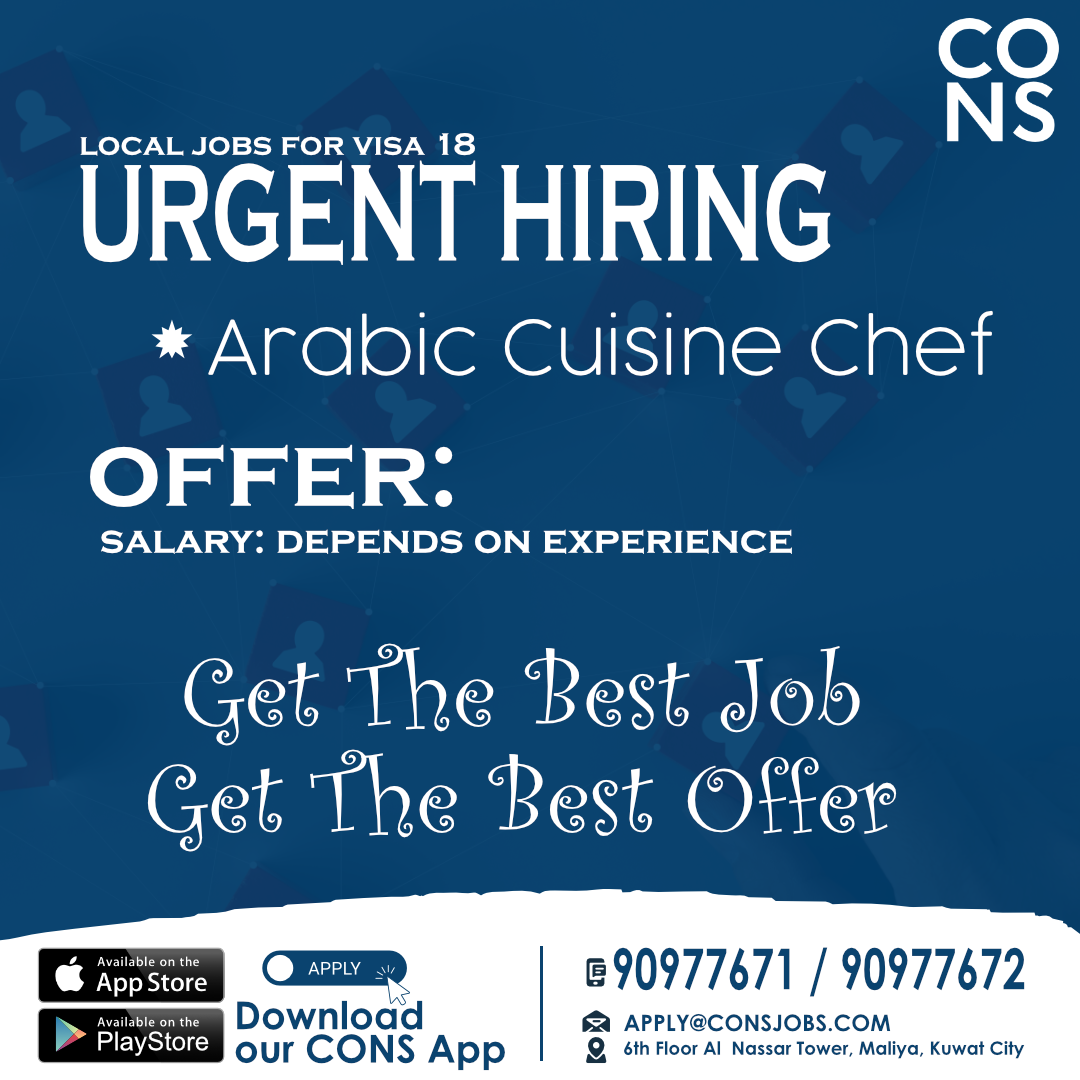 CO
NS
LOCAL JOBS FOR VISA 18
URGENT HIRING
Arabic Cuisine Chef
OFFER:
SALARY: DEPENDS ON EXPERIENCE
Get The Best Job
Get The Best Offer
Available on the
App Store
Available on the
PlayStore
APPLY
Download
our CONS App
90977671 / 90977672
APPLY@CONSJOBS.COM
6th Floor Al Nassar Tower, Maliya, Kuwat City